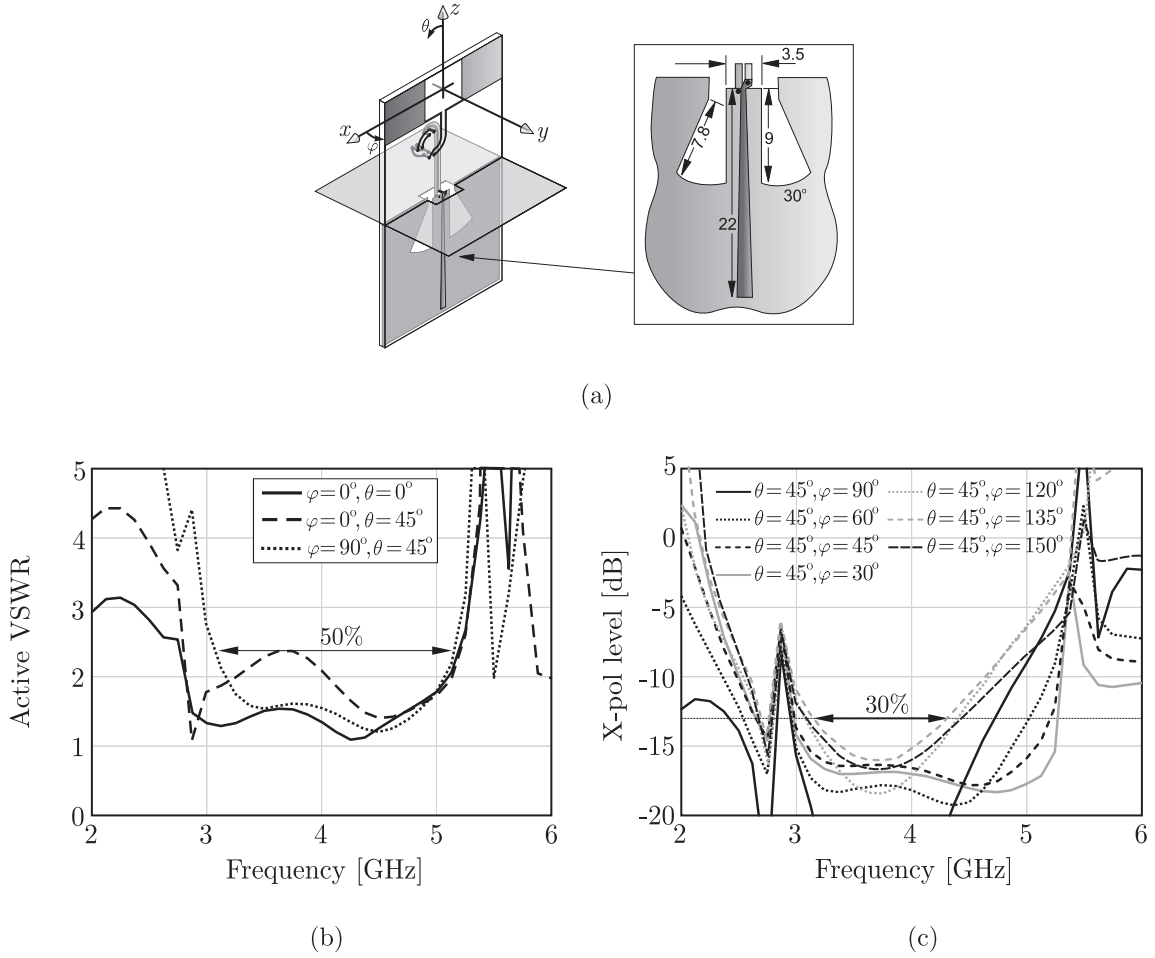 z
θ
x
φ
y
3.5
7.8
9
30°
22
(a)
Active VSWR
5
4
3
2
1
0
φ=0°, θ=0°
φ=0°, θ=45°
φ=90°, θ=45°
50%
2 3 4 5 6
Frequency [GHz]
(b)
X-pol level [dB]
5
0
-5
-10
-15
-20
θ=45°,φ=90°
θ=45°,φ=60°
θ=45°,φ=45°
θ=45°,φ=30°
θ=45°,φ=120°
θ=45°,φ=135°
θ=45°,φ=150°
30%
2 3 4 5 6
Frequency [GHz]
(c)